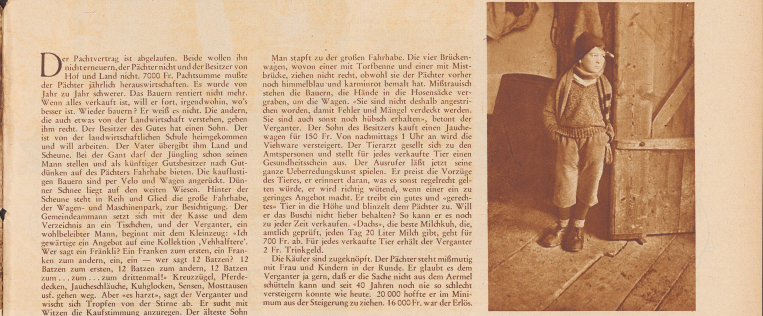 Der Pachtvertrag ist abgelaufen. Beide wollen ihn
nicht erneuern, der Pächter nicht und der Besitzer von
Hof und Land nicht. 7000 Fr. Pachtsumme mußte
der Pächter jährlich herauswirtschaften. Es wurde von
Jahr zu Jahr schwerer. Das Bauern rentiert nicht mehr.
Wenn alles verkauft ist, will er fort, irgendwohin, wo's
besser ist. Wieder bauern? Er weiß es nicht. Die andern,
die auch etwas von der Landwirtschaft verstehen, geben
ihm recht. Der Besitzer des Gutes hat einen Sohn. Der
ist von der landwirtschaftlichen Schule heimgekommen
und will arbeiten. Der Vater übergibt ihm Land und
Scheune. Bei der Gant darf der Jüngling schon seinen
Mann stellen und als künftiger Gutsbesitzer nach Gut-
dünken auf des Pächters Fahrhabe bieten. Die kauflusti-
gen Bauern sind per Velo und Wagen angerückt. Dün-
ner Schnee liegt auf den weiten Wiesen. Hinter der
Scheune steht in Reih und Glied die große Fahrhabe,
der Wagen- und Maschinenpark, zur Besichtigung. Der
Gemeindeammann setzt sich mit der Kasse und dem
Verzeichnis an ein Tischchen, und der Verganter, ein
wohlbeleibter Mann, beginnt mit dem Kleinzeug: «Ich
gewärtige ein Angebot auf eine Kollektion ‚Vehhalftere‘.
Wer sagt ein Fränkli? Ein Franken zum ersten, ein Fran-
ken zum andern, ein, ein — wer sagt 12 Batzen? 12
Batzen zum ersten, 12 Batzen zum andern, 12 Batzen
zum . . . zum . . . zum drittenmal!» Kreuzzügel, Pferde-
decken, Jaucheschläuche, Kuhglocken, Sensen, Mosttausen
usf. gehen weg. Aber «es harzt», sagt der Verganter und
wischt sich Tropfen von der Stirne ab. Er sucht mit
Witzen die Kaufstimmung anzuregen. Der älteste Sohn
Man stapft zu der großen Fahrhabe. Die vier Brücken-
wagen, wovon einer mit Torfbenne und einer mit Mist-
brücke, ziehen nicht recht, obwohl sie der Pächter vorher
noch himmelblau und karminrot bemalt hat. Mißtrauisch
stehen die Bauern, die Hände in die Hosensäcke ver-
graben, um die Wagen. «Sie sind nicht deshalb angestri-
chen worden, damit Fehler und Mängel verdeckt werden.
Sie sind auch sonst noch hübsch erhalten», betont der
Verganter. Der Sohn des Besitzers kauft einen Jauche-
wagen für 150 Fr. Von nachmittags 1 Uhr an wird die
Viehware versteigert. Der Tierarzt gesellt sich zu den
Amtspersonen und stellt für jedes verkaufte Tier einen
Gesundheitsschein aus. Der Ausrufer läßt jetzt seine
ganze Ueberredungskunst spielen. Er preist die Vorzüge
des Tieres, er erinnert daran, was es sonst regelrecht gel-
ten würde, er wird richtig wütend, wenn einer ein zu
geringes Angebot macht. Er treibt ein gutes und «gerech-
tes» Tier in die Höhe und blinzelt dem Pächter zu. Will
er das Buschi nicht lieber behalten? So kann er es noch
zu jeder Zeit verkaufen. «Dachs», die beste Milchkuh, die,
amtlich geprüft, jeden Tag 20 Liter Milch gibt, geht für
700 Fr. ab. Für jedes verkaufte Tier erhält der Verganter
2 Fr. Trinkgeld.
Die Käufer sind zugeknöpft. Der Pächter steht mißmutig
mit Frau und Kindern in der Runde. Er glaubt es dem
Verganter ja gern, daß er die Sache nicht aus dem Aermel
schütteln kann und seit 40 Jahren noch nie so schlecht
versteigern konnte wie heute. 20 000 hoffte er im Mini-
mum aus der Steigerung zu ziehen. 16 000 Fr. war der Erlös.